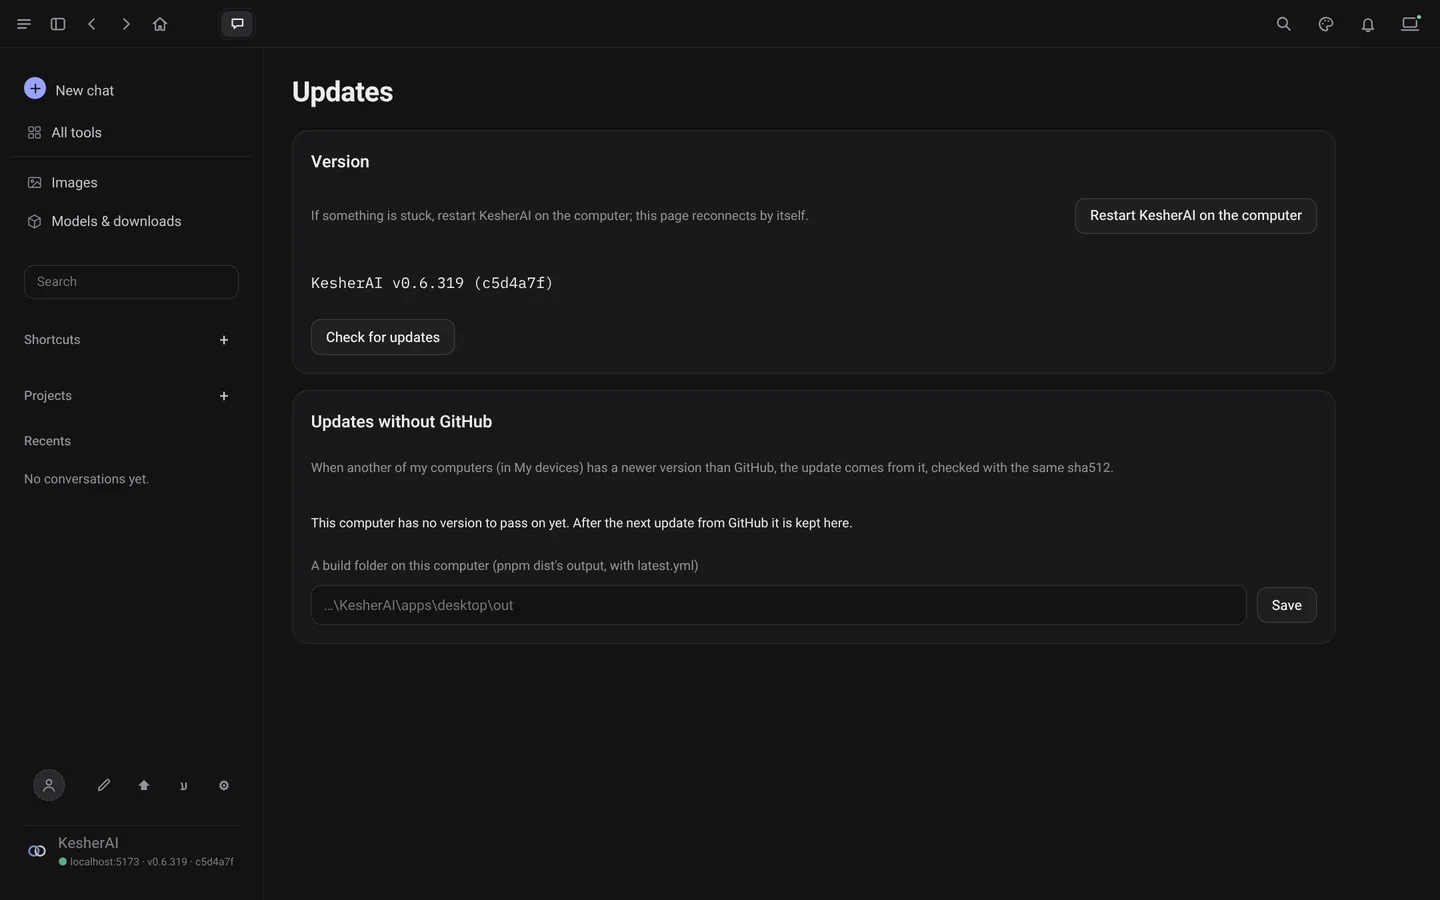 New chat
All tools
Images
Models & downloads
Search
Shortcuts +
Projects +
Recents
No conversations yet.
ע
KesherAI
localhost:5173 · v0.6.319 · c5d4a7f
Updates
Version
If something is stuck, restart KesherAI on the computer; this page reconnects by itself.
Restart KesherAI on the computer
KesherAI v0.6.319 (c5d4a7f)
Check for updates
Updates without GitHub
When another of my computers (in My devices) has a newer version than GitHub, the update comes from it, checked with the same sha512.
This computer has no version to pass on yet. After the next update from GitHub it is kept here.
A build folder on this computer (pnpm dist's output, with latest.yml)
...\KesherAI\apps\desktop\out
Save